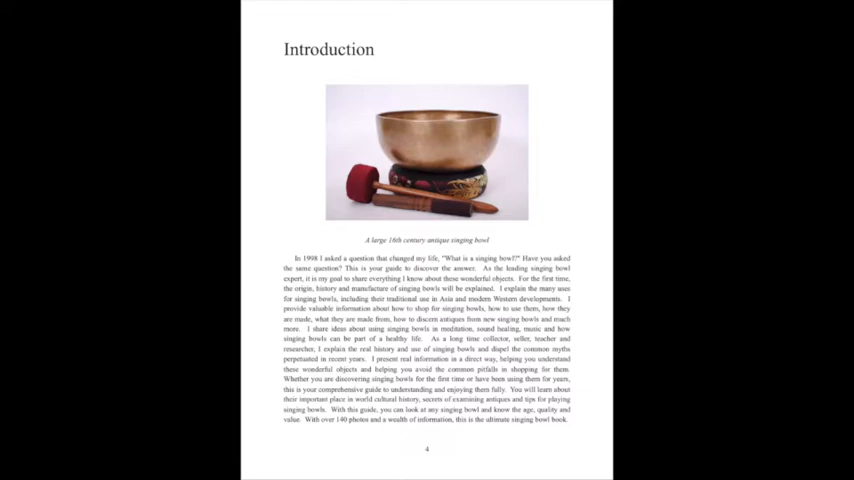 Introduction
A large 16th century antique singing bowl
In 1998 I asked a question that changed my life, "What is a singing bowl?" Have you asked
the same question? This is your guide to discover the answer. As the leading singing bowl
expert, it is my goal to share everything I know about these wonderful objects. For the first time,
the origin, history and manufacture of singing bowls will be explained. I explain the many uses
for singing bowls, including their traditional use in Asia and modern Western developments. I
provide valuable information about how to shop for singing bowls, how to use them, how they
are made, what they are made from, how to discern antiques from new singing bowls and much
more. I share ideas about using singing bowls in meditation, sound healing, music and how
singing bowls can be part of a healthy life. As a long time collector, seller, teacher and
researcher, I explain the real history and use of singing bowls and dispel the common myths
perpetuated in recent years. I present real information in a direct way, helping you understand
these wonderful objects and helping you avoid the common pitfalls in shopping for them.
Whether you are discovering singing bowls for the first time or have been using them for years,
this is your comprehensive guide to understanding and enjoying them fully. You will learn about
their important place in world cultural history, secrets of examining antiques and tips for playing
singing bowls. With this guide, you can look at any singing bowl and know the age, quality and
value. With over 140 photos and a wealth of information, this is the ultimate singing bowl book.
4